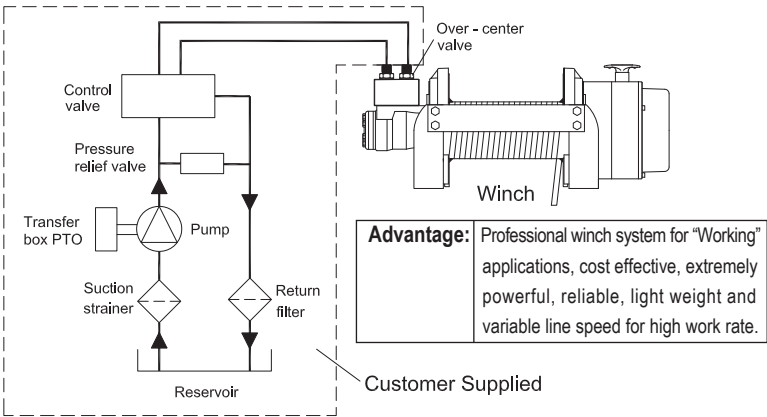 Over - center
valve
Control
valve
Pressure
relief valve
Winch
Transfer
box PTO
Pump
Advantage: Professional winch system for “Working”
applications, cost effective, extremely
powerful, reliable, light weight and
variable line speed for high work rate.
Suction
strainer
Return
filter
Reservoir
Customer Supplied